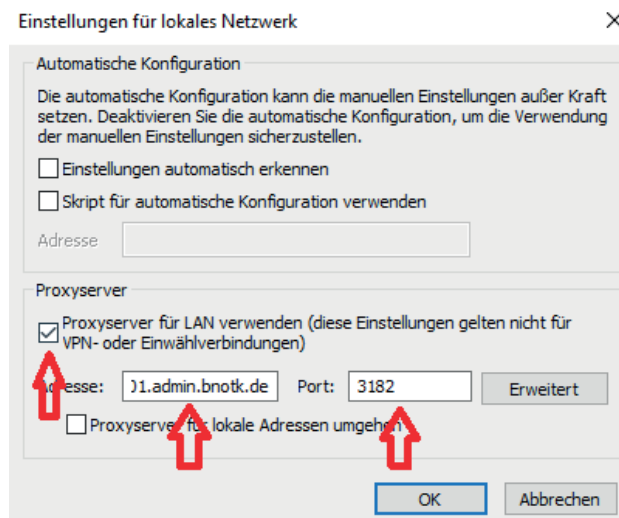 Einstellungen für lokales Netzwerk
Automatische Konfiguration
Die automatische Konfiguration kann die manuellen Einstellungen außer Kraft
setzen. Deaktivieren Sie die automatische Konfiguration, um die Verwendung
der manuellen Einstellungen sicherzustellen.
Einstellungen automatisch erkennen
Skript für automatische Konfiguration verwenden
Adresse
Proxyserver
Proxyserver für LAN verwenden (diese Einstellungen gelten nicht für
VPN- oder Einwählverbindungen)
Adresse: 01.admin.bnotk.de Port: 3182 Erweitert
Proxyserver für lokale Adressen umgehen
OK Abbrechen